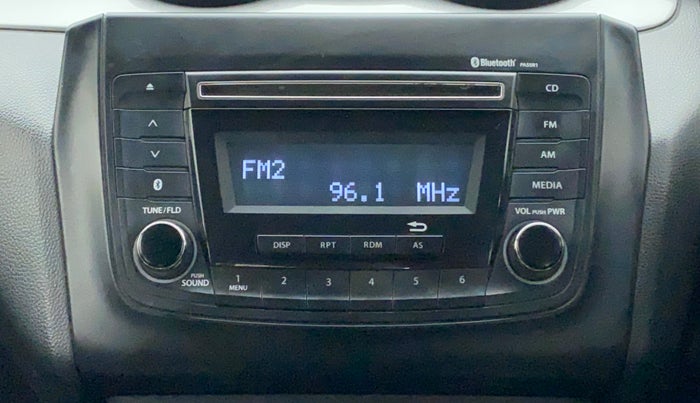 Bluetooth PA55R1
CD
FM
AM
MEDIA
FM2
96.1 MHz
TUNE/FLD
VOL PUSH PWR
DISP RPT RDM AS
PUSH SOUND
1 MENU 2 3 4 5 6